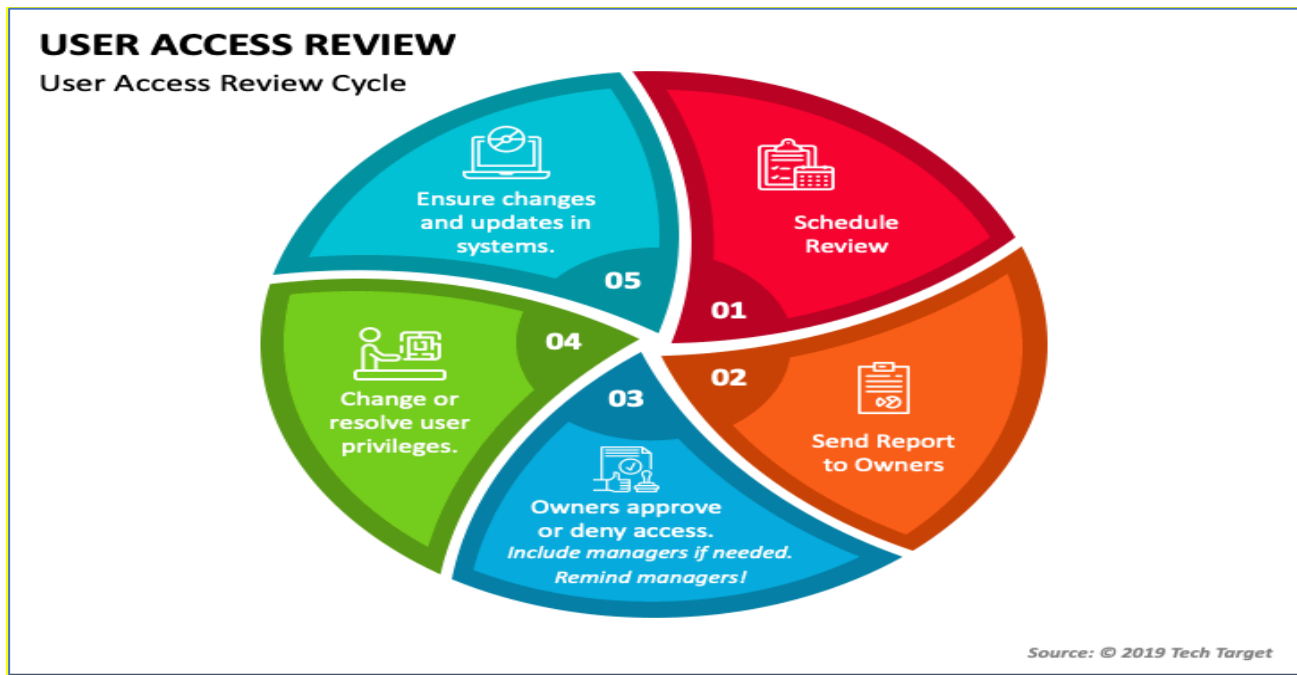 USER ACCESS REVIEW
User Access Review Cycle
01
Schedule
Review
02
Send Report
to Owners
03
Owners approve
or deny access.
Include managers if needed.
Remind managers!
04
Change or
resolve user
privileges.
05
Ensure changes
and updates in
systems.
Source: © 2019 Tech Target